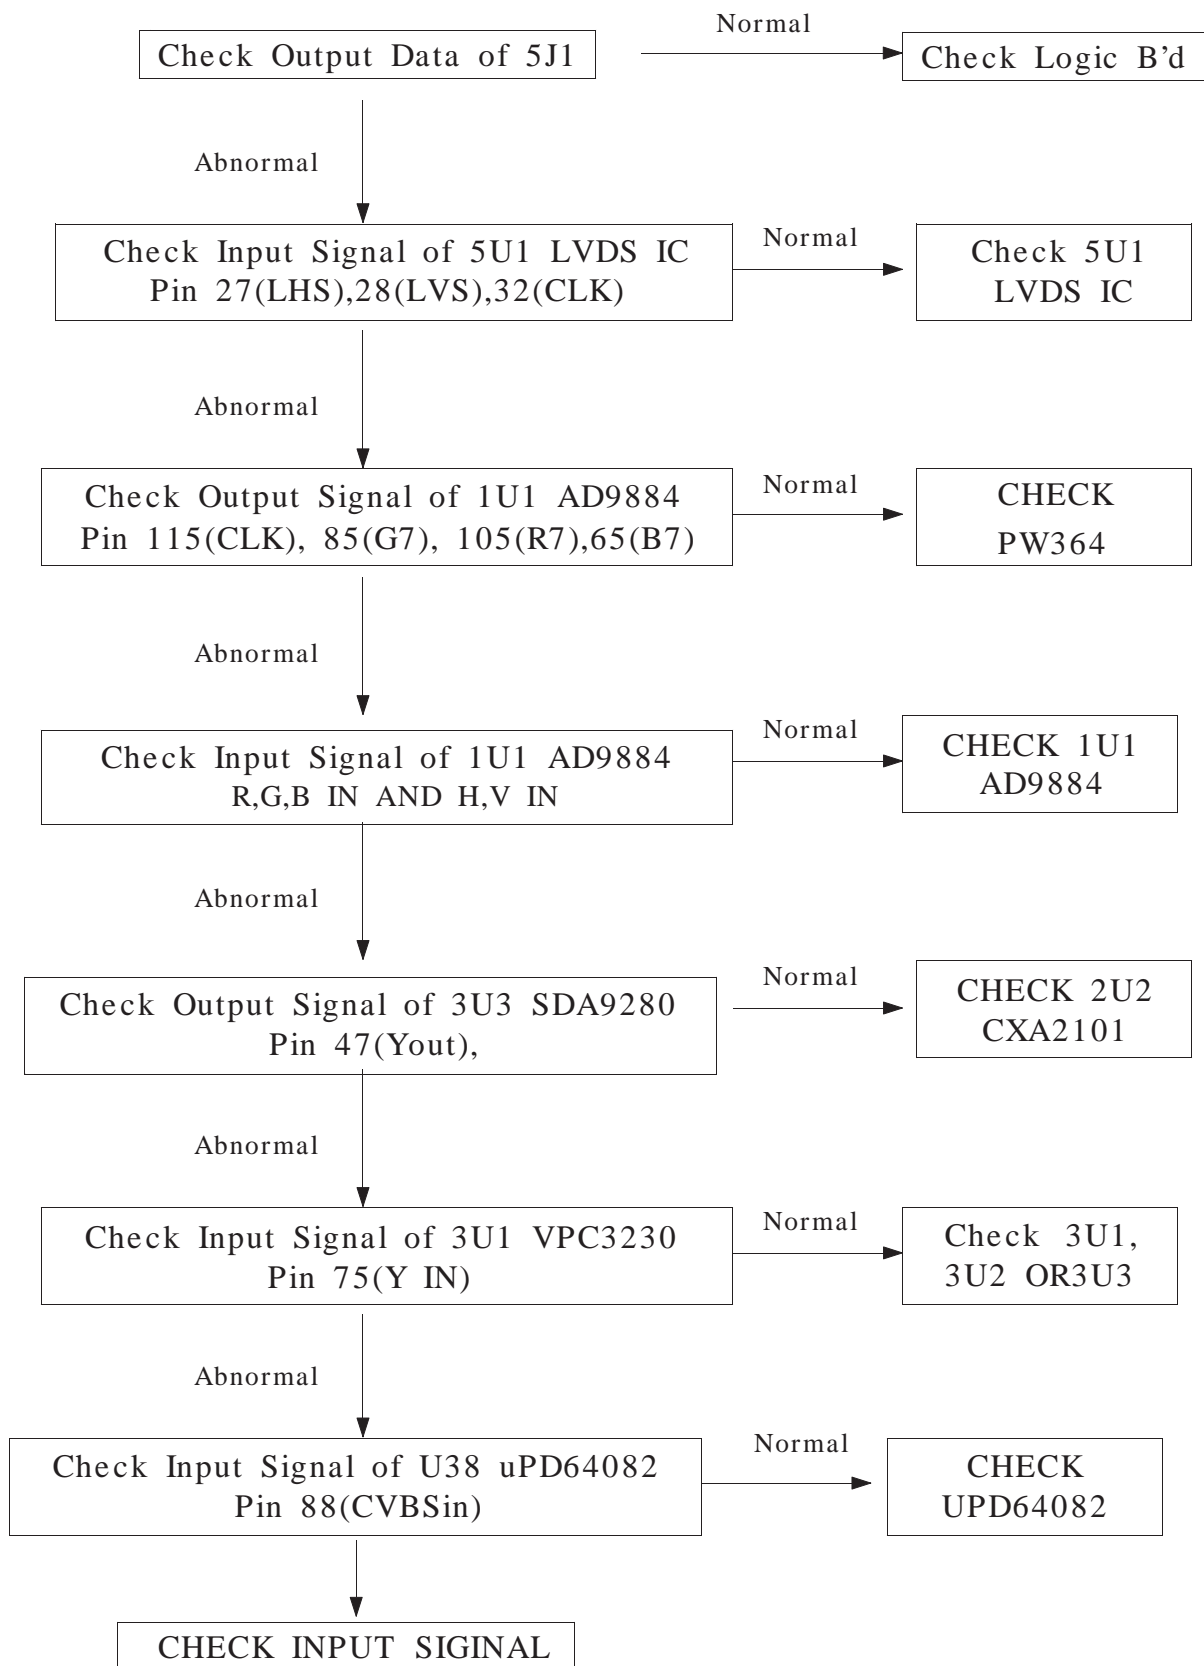 Check Output Data of 5J1
Normal
Check Logic B’d
Abnormal
Check Input Signal of 5U1 LVDS IC
Pin 27(LHS),28(LVS),32(CLK)
Normal
Check 5U1
LVDS IC
Abnormal
Check Output Signal of 1U1 AD9884
Pin 115(CLK), 85(G7), 105(R7),65(B7)
Normal
CHECK
PW364
Abnormal
Check Input Signal of 1U1 AD9884
R,G,B IN AND H,V IN
Normal
CHECK 1U1
AD9884
Abnormal
Check Output Signal of 3U3 SDA9280
Pin 47(Yout),
Normal
CHECK 2U2
CXA2101
Abnormal
Check Input Signal of 3U1 VPC3230
Pin 75(Y IN)
Normal
Check 3U1,
3U2 OR3U3
Abnormal
Check Input Signal of U38 uPD64082
Pin 88(CVBSin)
Normal
CHECK
UPD64082
CHECK INPUT SIGINAL